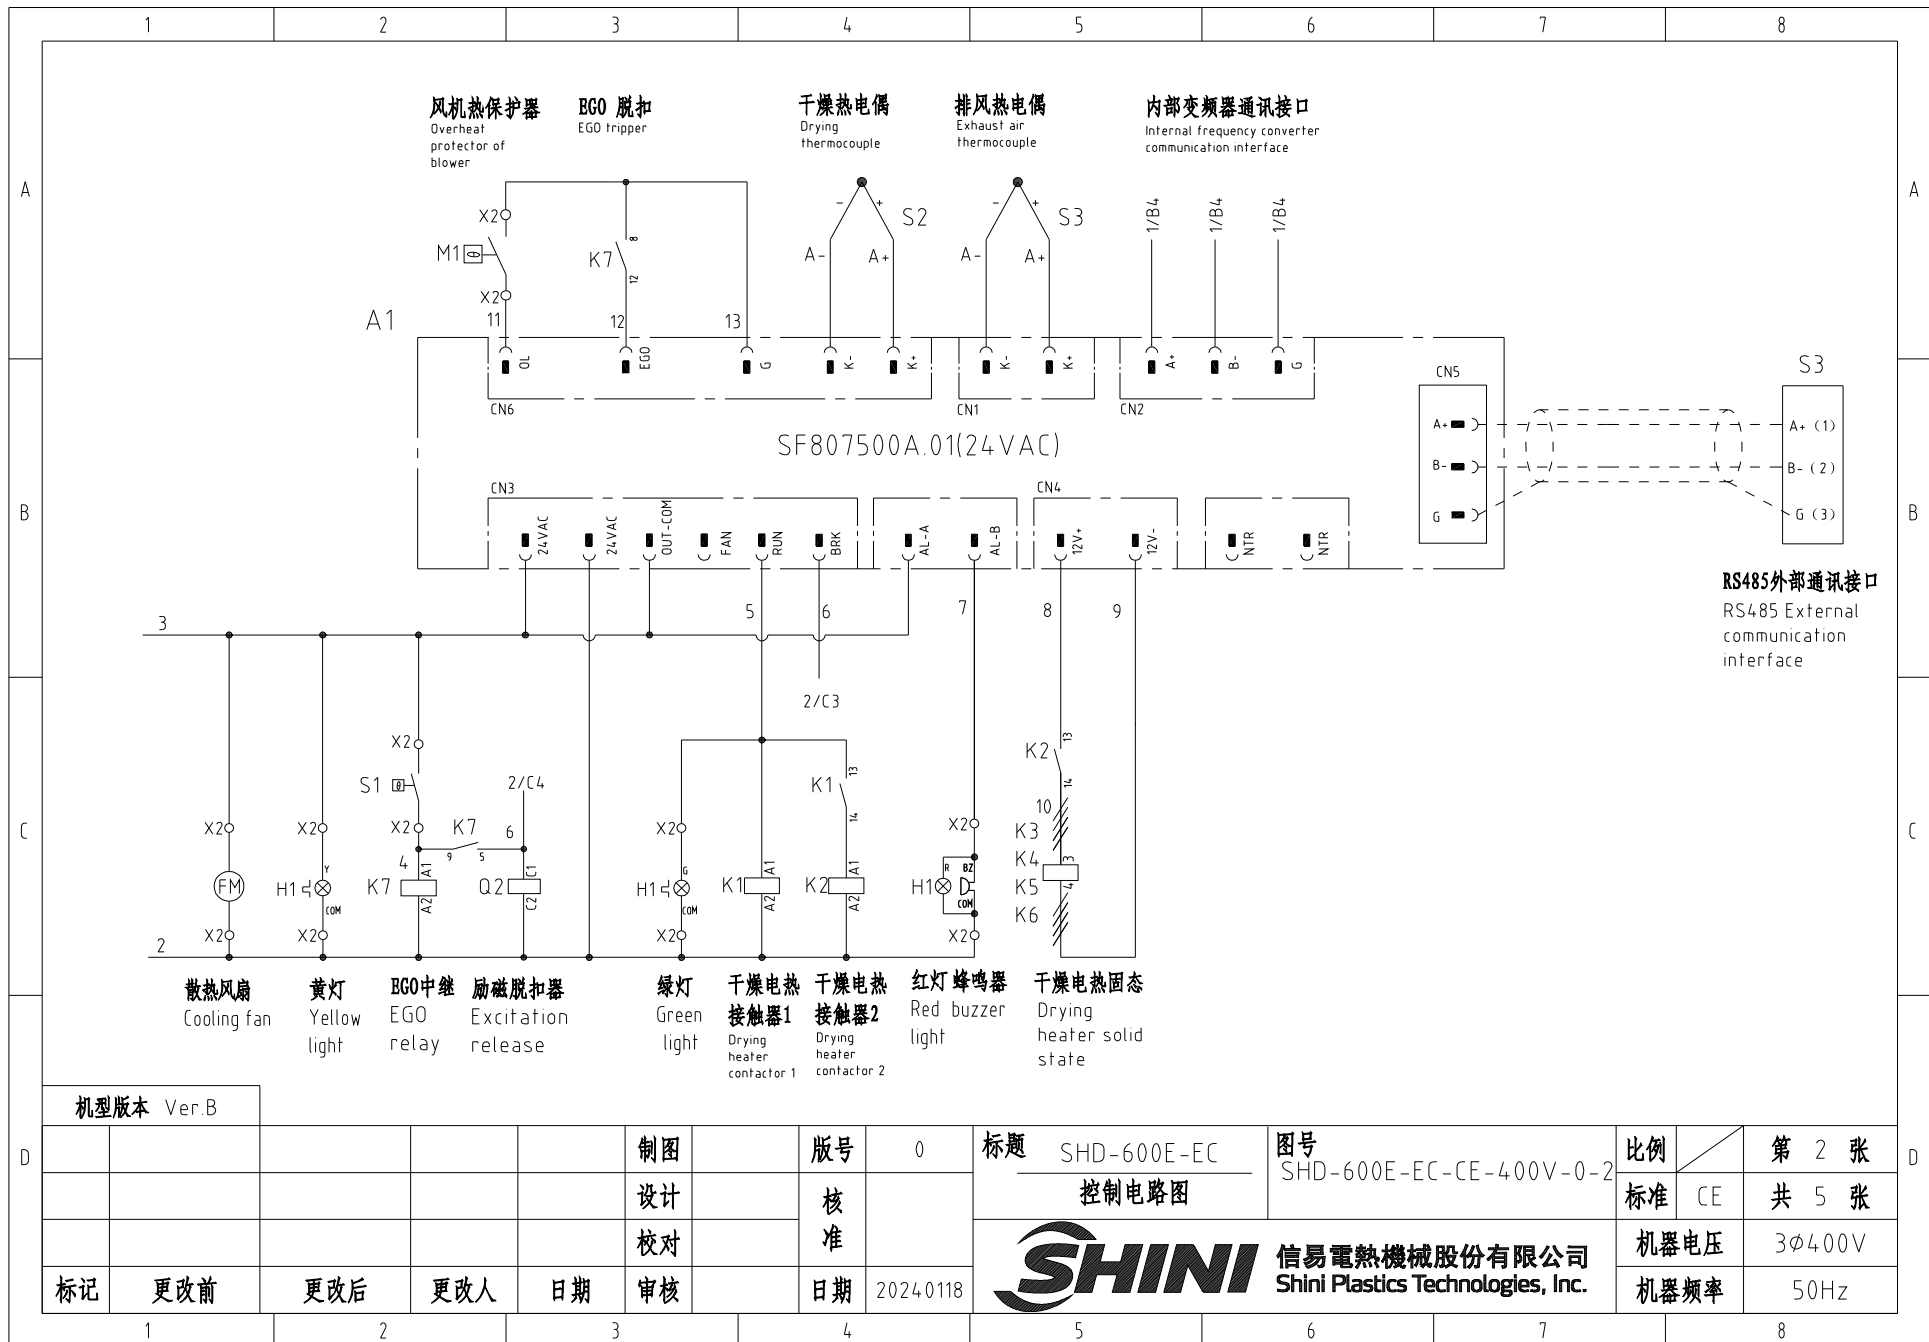 1 2 3 4 5 6 7 8
风机热保护器
Overheat
protector of
blower
EGO 脱扣
EGO tripper
干燥热电偶
Drying
thermocouple
排风热电偶
Exhaust air
thermocouple
内部变频器通讯接口
Internal frequency converter
communication interface
A
A
X2
M1
θ
X2
K7
8
12
- + S2
A- A+
- + S3
A- A+
1/B4 1/B4 1/B4
A1
11 12 13
OL EGO G K- K+
CN6
K- K+
CN1
A+ B- G
CN2
CN5
A+
B-
G
S3
A+ (1)
B- (2)
G (3)
SF807500A.01(24VAC)
B
B
CN3
24VAC 24VAC OUT-COM FAN RUN BRK
AL-A AL-B
CN4
12V+ 12V-
NTR NTR
RS485外部通讯接口
RS485 External
communication
interface
3
5 6 7 8 9
2/C3
C
C
X2
FM
X2
X2
H1
Y
COM
X2
X2
S1
θ
X2
K7
9 5
4
K7
A1
A2
2/C4
6
Q2
C1
C2
X2
H1
G
COM
X2
K1
A1
A2
K1
13
14
K2
A1
A2
X2
H1
R BZ
COM
X2
K2
13
14
10
K3
K4
K5
K6
3
4
2
散热风扇
Cooling fan
黄灯
Yellow
light
EGO中继
EGO
relay
励磁脱扣器
Excitation
release
绿灯
Green
light
干燥电热
接触器1
Drying
heater
contactor 1
干燥电热
接触器2
Drying
heater
contactor 2
红灯 蜂鸣器
Red buzzer
light
干燥电热固态
Drying
heater solid
state
机型版本 Ver.B
D
D
制图 版号 0
设计 核准
校对
标记 更改前 更改后 更改人 日期 审核 日期 20240118
标题 SHD-600E-EC
控制电路图
图号
SHD-600E-EC-CE-400V-0-2
比例 第 2 张
标准 CE 共 5 张
机器电压 3Φ400V
机器频率 50Hz
SHINI
信易電熱機械股份有限公司
Shini Plastics Technologies, Inc.
1 2 3 4 5 6 7 8